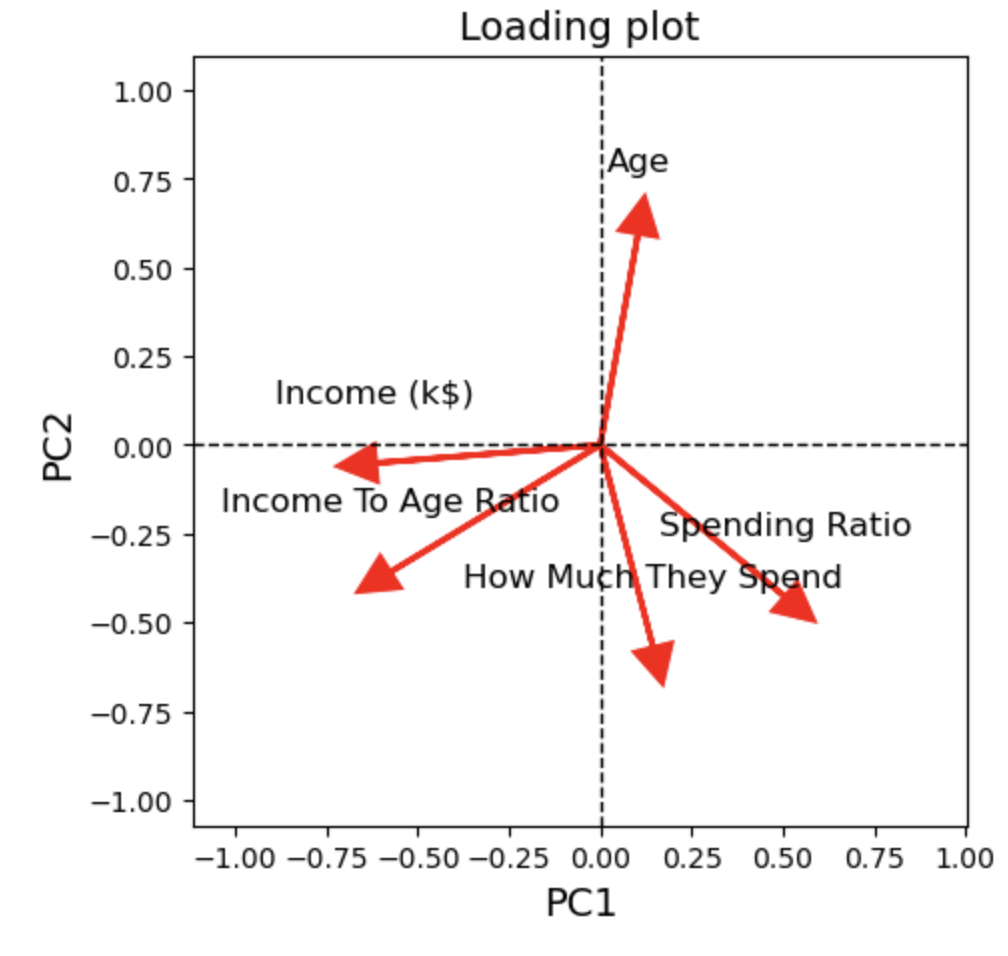 Loading plot
1.00
Age
0.75
0.50
0.25
Income (k$)
PC2
0.00
Income To Age Ratio
Spending Ratio
−0.25
How Much They Spend
−0.50
−0.75
−1.00
−1.00 −0.75 −0.50 −0.25 0.00 0.25 0.50 0.75 1.00
PC1